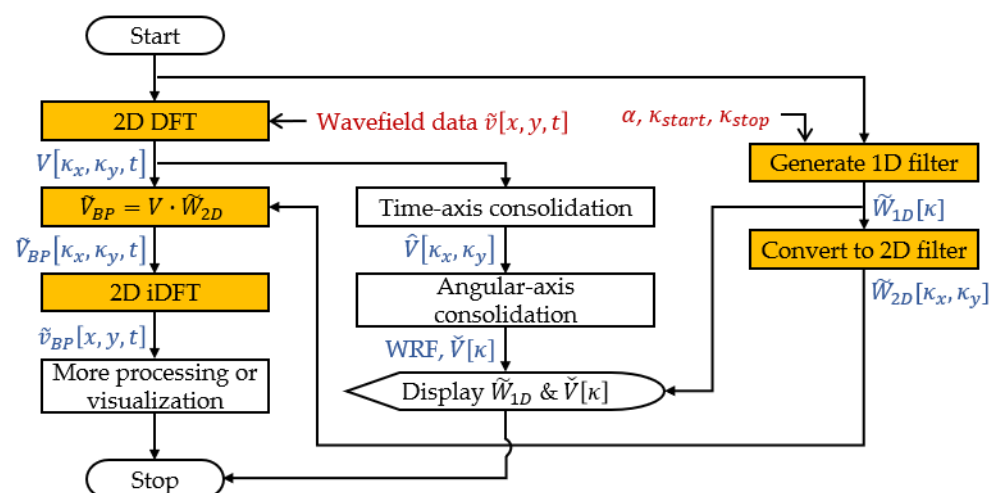 Start
2D DFT
Wavefield data ṽ[x, y, t]
α, κ_start, κ_stop
V[κ_x, κ_y, t]
Generate 1D filter
Ṽ_BP = V · W̃_2D
Time-axis consolidation
W̃_1D[κ]
Ṽ_BP[κ_x, κ_y, t]
V̂[κ_x, κ_y]
Convert to 2D filter
2D iDFT
Angular-axis
consolidation
W̃_2D[κ_x, κ_y]
ṽ_BP[x, y, t]
WRF, V̌[κ]
More processing or
visualization
Display W̃_1D & V̌[κ]
Stop